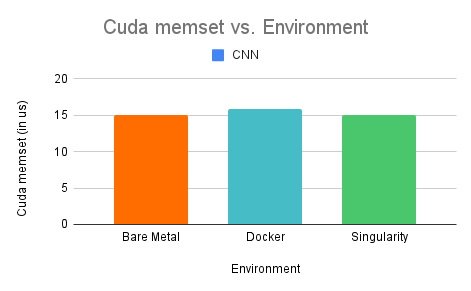 Cuda memset vs. Environment
CNN
Cuda memset (in us)
20
15
10
5
0
Bare Metal Docker Singularity
Environment